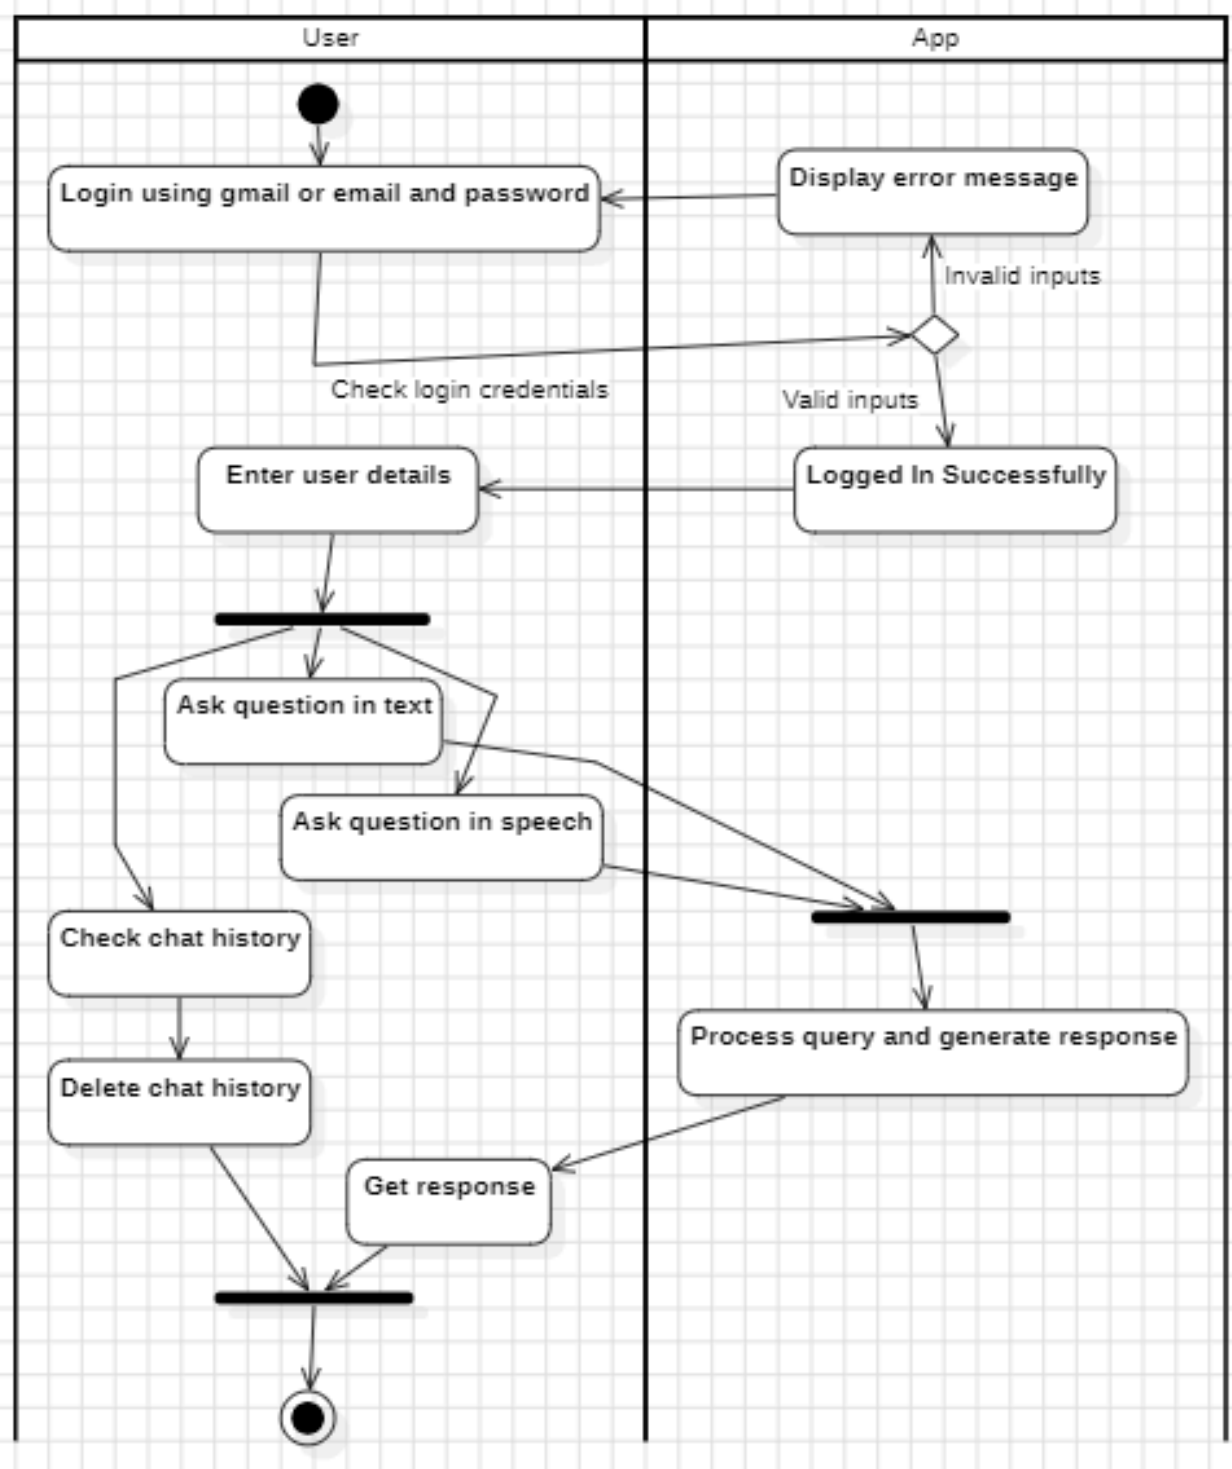 User
App
Login using gmail or email and password
Display error message
Invalid inputs
Check login credentials
Valid inputs
Enter user details
Logged In Successfully
Ask question in text
Ask question in speech
Check chat history
Process query and generate response
Delete chat history
Get response